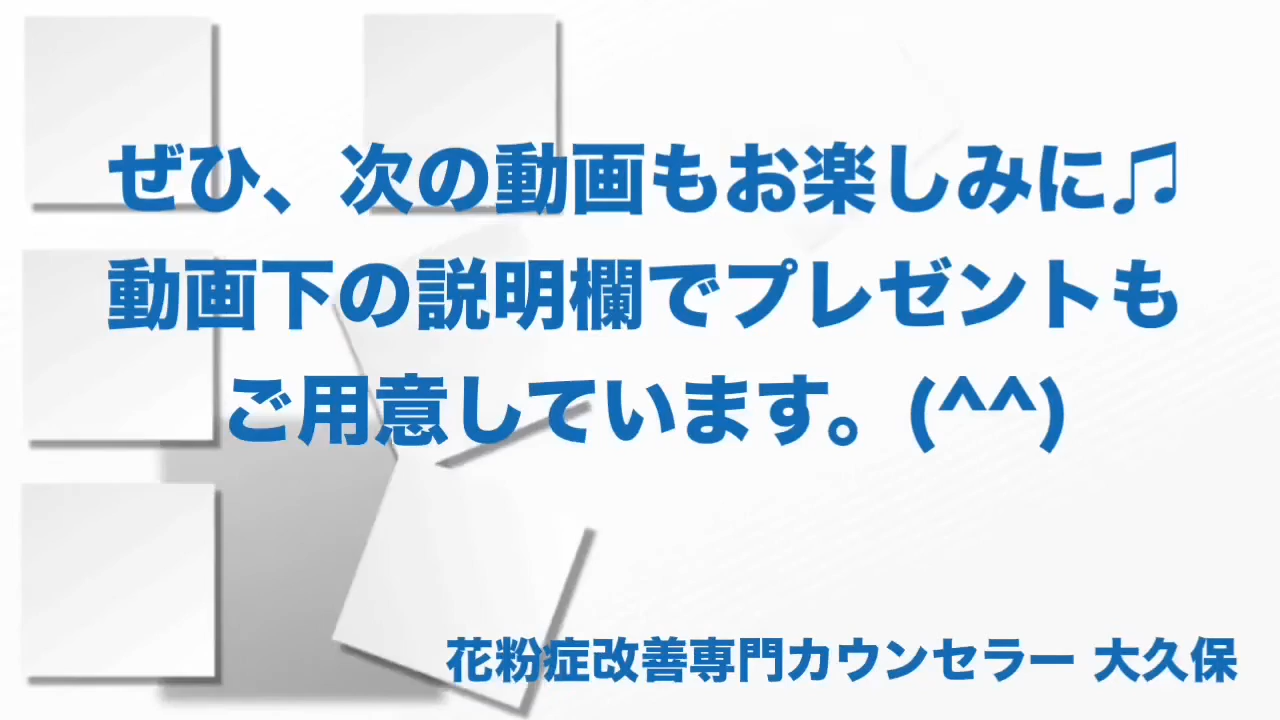 ぜひ、次の動画もお楽しみに♫
動画下の説明欄でプレゼントも
ご用意しています。(^^)
花粉症改善専門カウンセラー 大久保